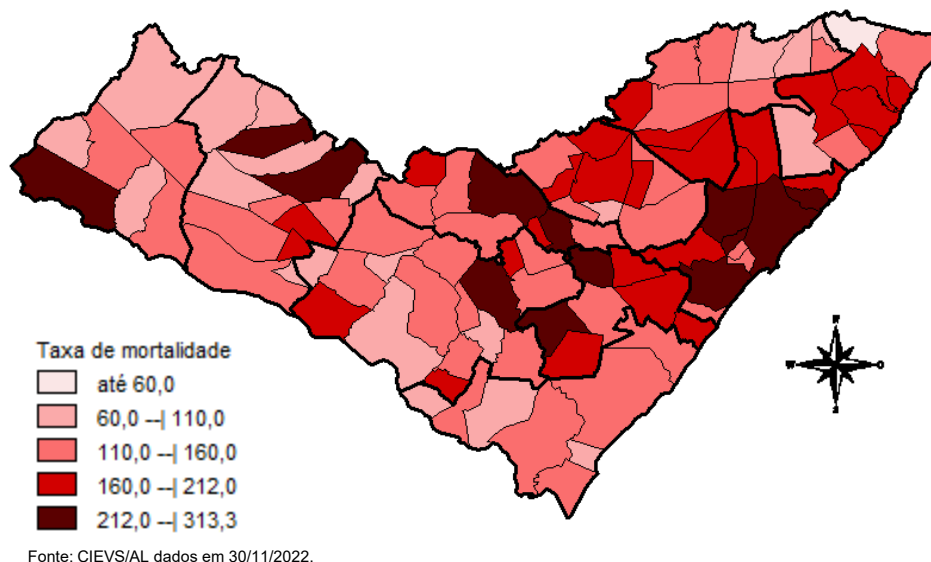 Taxa de mortalidade
até 60,0
60,0 --| 110,0
110,0 --| 160,0
160,0 --| 212,0
212,0 --| 313,3
N
W
S
Fonte: CIEVS/AL dados em 30/11/2022.